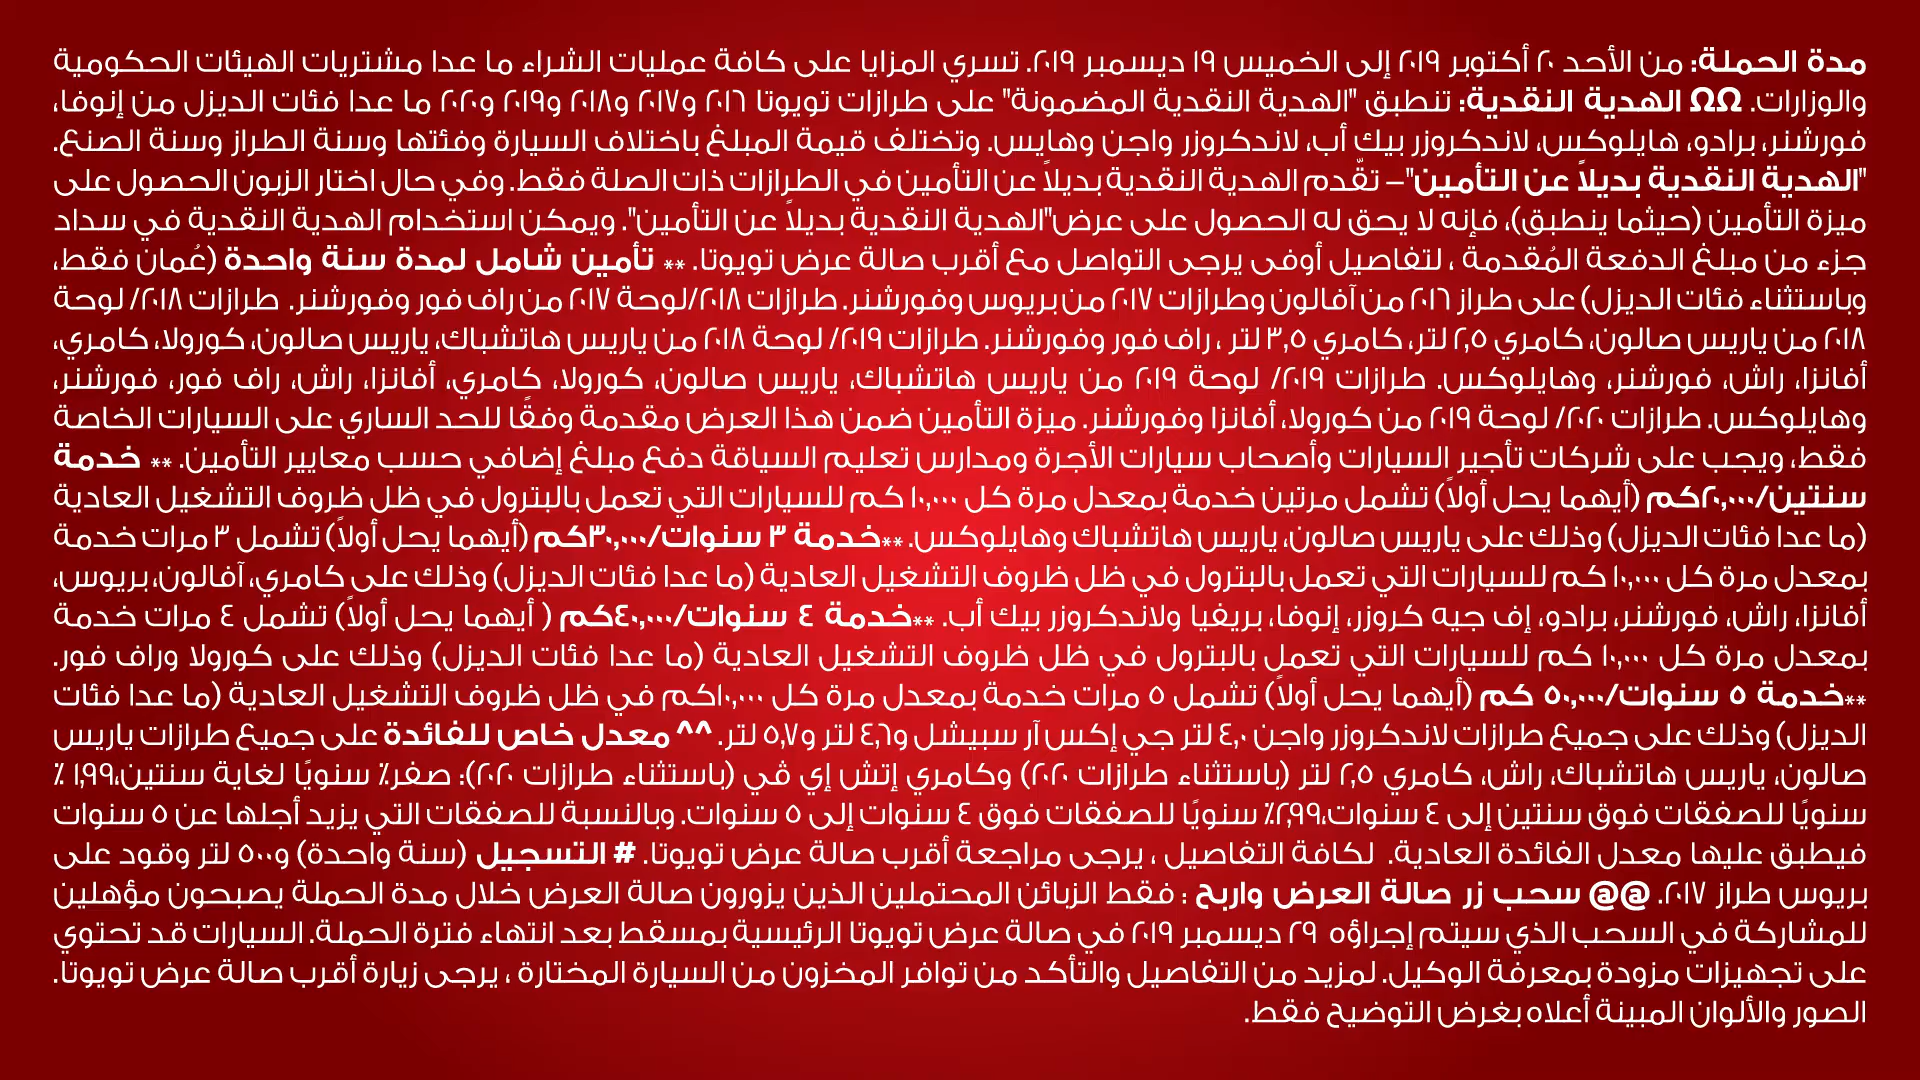 مدة الحملة: من الأحد ٢٠ أكتوبر ٢٠١٩ إلى الخميس ١٩ ديسمبر ٢٠١٩. تسري المزايا على كافة عمليات الشراء ما عدا مشتريات الهيئات الحكومية
والوزارات. ΩΩ الهدية النقدية: تنطبق "الهدية النقدية المضمونة" على طرازات تويوتا ٢٠١٦ و٢٠١٧ و٢٠١٨ و٢٠١٩ و٢٠٢٠ ما عدا فئات الديزل من إنوفا،
فورشنر، برادو، هايلوكس، لاندكروزر بيك أب، لاندكروزر واجن وهايس. وتختلف قيمة المبلغ باختلاف السيارة وفئتها وسنة الطراز وسنة الصنع.
"الهدية النقدية بديلاً عن التأمين"– تقّدم الهدية النقدية بديلاً عن التأمين في الطرازات ذات الصلة فقط. وفي حال اختار الزبون الحصول على
ميزة التأمين (حيثما ينطبق)، فإنه لا يحق له الحصول على عرض"الهدية النقدية بديلاً عن التأمين". ويمكن استخدام الهدية النقدية في سداد
جزء من مبلغ الدفعة المُقدمة ، لتفاصيل أوفى يرجى التواصل مع أقرب صالة عرض تويوتا. ** تأمين شامل لمدة سنة واحدة (عُمان فقط،
وباستثناء فئات الديزل) على طراز ٢٠١٦ من آفالون وطرازات ٢٠١٧ من بريوس وفورشنر. طرازات ٢٠١٨/لوحة ٢٠١٧ من راف فور وفورشنر. طرازات ٢٠١٨/ لوحة
٢٠١٨ من ياريس صالون، كامري ٢,٥ لتر، كامري ٣,٥ لتر ، راف فور وفورشنر. طرازات ٢٠١٩/ لوحة ٢٠١٨ من ياريس هاتشباك، ياريس صالون، كورولا، كامري،
أفانزا، راش، فورشنر، وهايلوكس. طرازات ٢٠١٩/ لوحة ٢٠١٩ من ياريس هاتشباك، ياريس صالون، كورولا، كامري، أفانزا، راش، راف فور، فورشنر،
وهايلوكس. طرازات ٢٠٢٠/ لوحة ٢٠١٩ من كورولا، أفانزا وفورشنر. ميزة التأمين ضمن هذا العرض مقدمة وفقًا للحد الساري على السيارات الخاصة
فقط، ويجب على شركات تأجير السيارات وأصحاب سيارات الأجرة ومدارس تعليم السياقة دفع مبلغ إضافي حسب معايير التأمين. ** خدمة
سنتين/٢٠,٠٠٠كم (أيهما يحل أولاً) تشمل مرتين خدمة بمعدل مرة كل ١٠,٠٠٠ كم للسيارات التي تعمل بالبترول في ظل ظروف التشغيل العادية
(ما عدا فئات الديزل) وذلك على ياريس صالون، ياريس هاتشباك وهايلوكس. **خدمة ٣ سنوات/٣٠,٠٠٠كم (أيهما يحل أولاً) تشمل ٣ مرات خدمة
بمعدل مرة كل ١٠,٠٠٠ كم للسيارات التي تعمل بالبترول في ظل ظروف التشغيل العادية (ما عدا فئات الديزل) وذلك على كامري، آفالون، بريوس،
أفانزا، راش، فورشنر، برادو، إف جيه كروزر، إنوفا، بريفيا ولاندكروزر بيك أب. **خدمة ٤ سنوات/٤٠,٠٠٠كم ( أيهما يحل أولاً) تشمل ٤ مرات خدمة
بمعدل مرة كل ١٠,٠٠٠ كم للسيارات التي تعمل بالبترول في ظل ظروف التشغيل العادية (ما عدا فئات الديزل) وذلك على كورولا وراف فور.
**خدمة ٥ سنوات/٥٠,٠٠٠ كم (أيهما يحل أولاً) تشمل ٥ مرات خدمة بمعدل مرة كل ١٠,٠٠٠كم في ظل ظروف التشغيل العادية (ما عدا فئات
الديزل) وذلك على جميع طرازات لاندكروزر واجن ٤,٠ لتر جي إكس آر سبيشل و٤,٦ لتر و٥,٧ لتر. ^^ معدل خاص للفائدة على جميع طرازات ياريس
صالون، ياريس هاتشباك، راش، كامري ٢,٥ لتر (باستثناء طرازات ٢٠٢٠) وكامري إتش إي ڤي (باستثناء طرازات ٢٠٢٠): صفر٪ سنويًا لغاية سنتين،١,٩٩ ٪
سنويًا للصفقات فوق سنتين إلى ٤ سنوات،٢,٩٩٪ سنويًا للصفقات فوق ٤ سنوات إلى ٥ سنوات. وبالنسبة للصفقات التي يزيد أجلها عن ٥ سنوات
فيطبق عليها معدل الفائدة العادية. لكافة التفاصيل ، يرجى مراجعة أقرب صالة عرض تويوتا. # التسجيل (سنة واحدة) و٥٠٠ لتر وقود على
بريوس طراز ٢٠١٧. @@ سحب زر صالة العرض واربح : فقط الزبائن المحتملين الذين يزورون صالة العرض خلال مدة الحملة يصبحون مؤهلين
للمشاركة في السحب الذي سيتم إجراؤه ٢٩ ديسمبر ٢٠١٩ في صالة عرض تويوتا الرئيسية بمسقط بعد انتهاء فترة الحملة. السيارات قد تحتوي
على تجهيزات مزودة بمعرفة الوكيل. لمزيد من التفاصيل والتأكد من توافر المخزون من السيارة المختارة ، يرجى زيارة أقرب صالة عرض تويوتا.
الصور والألوان المبينة أعلاه بغرض التوضيح فقط.